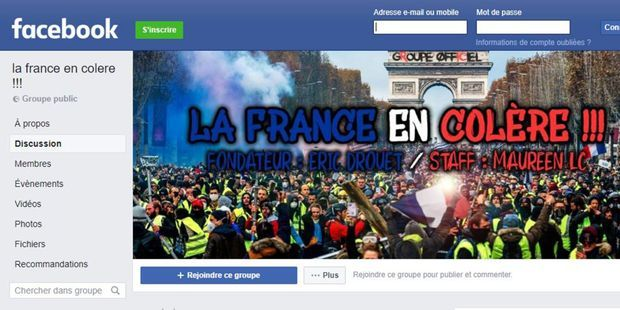 facebook
S'inscrire
Adresse e-mail ou mobile
Mot de passe
Informations de compte oubliées ?
la france en colere
!!!
Groupe public
À propos
Discussion
Membres
Évènements
Vidéos
Photos
Fichiers
Recommandations
Chercher dans groupe
GROUPE OFFICIEL
LA FRANCE EN COLÈRE !!!
FONDATEUR : ERIC DROUET / STAFF : MAUREEN LC
+ Rejoindre ce groupe
••• Plus
Rejoindre ce groupe pour publier et commenter.